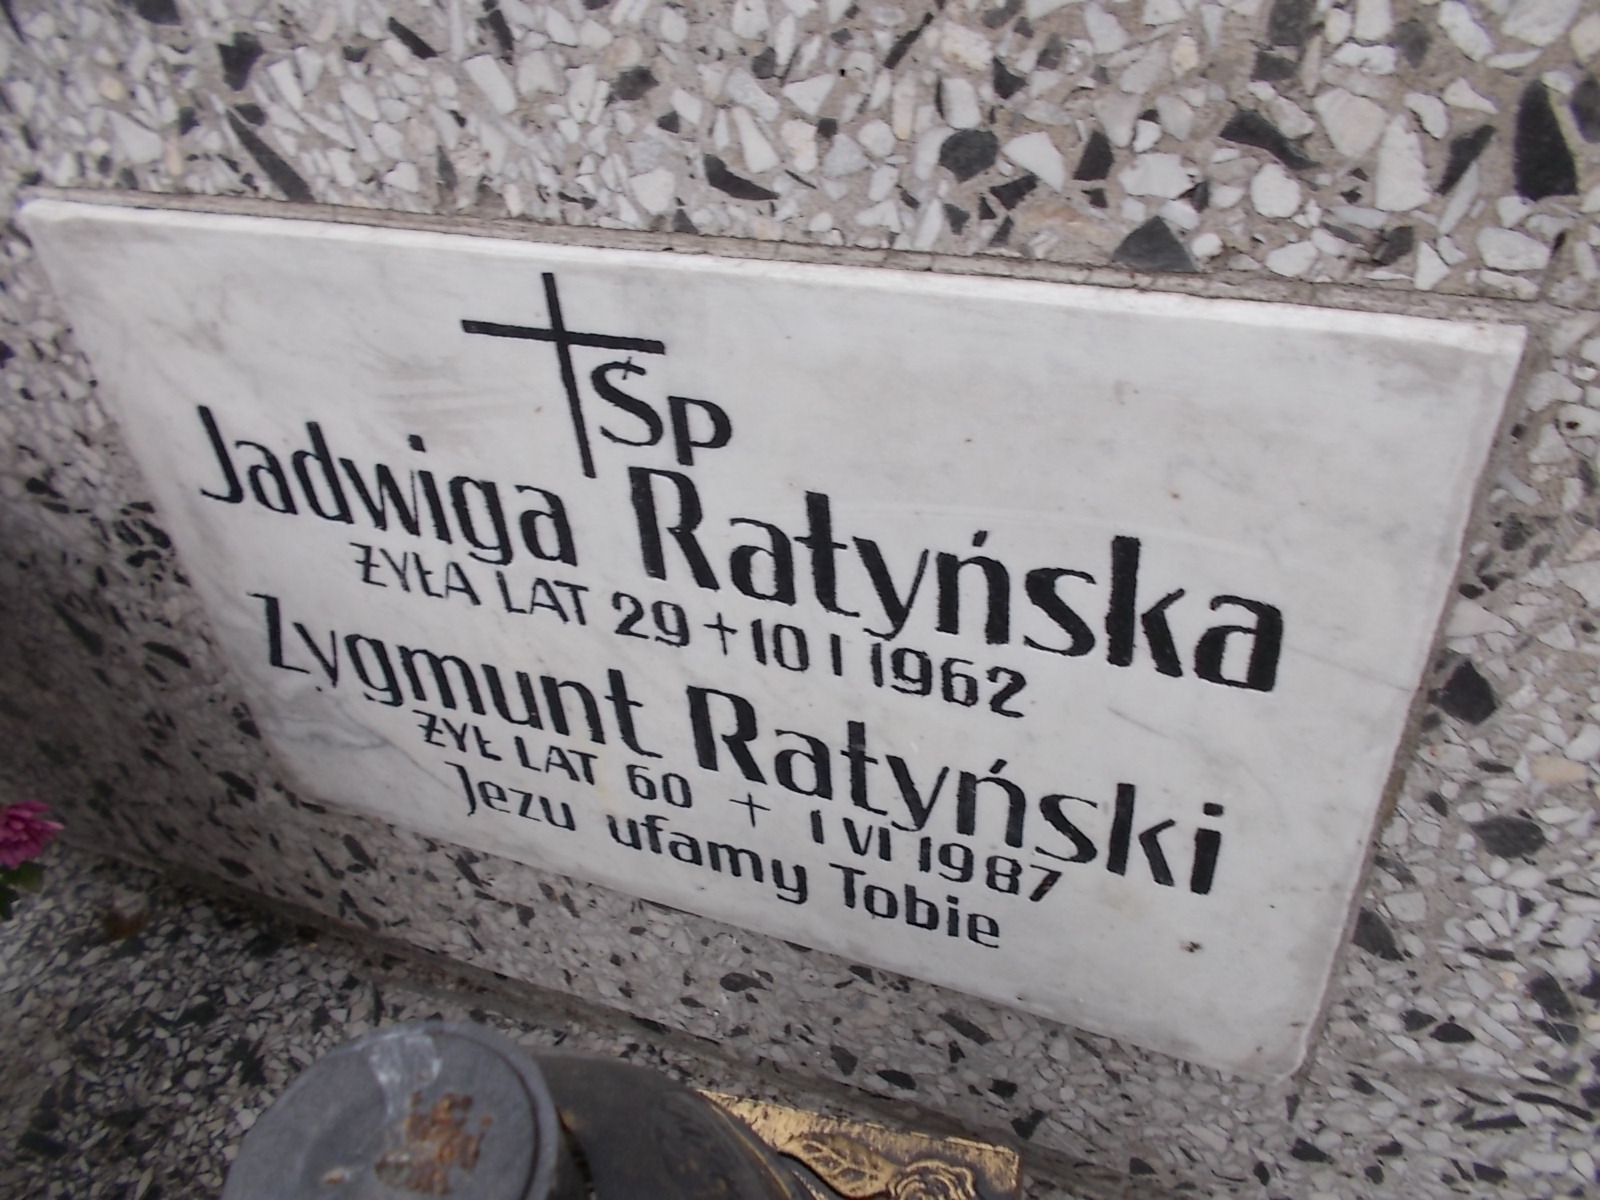 Śp
Jadwiga Ratyńska
ŻYŁA LAT 29 + 10 I 1962
Zygmunt Ratyński
ŻYŁ LAT 60 + 1 VI 1987
Jezu ufamy Tobie